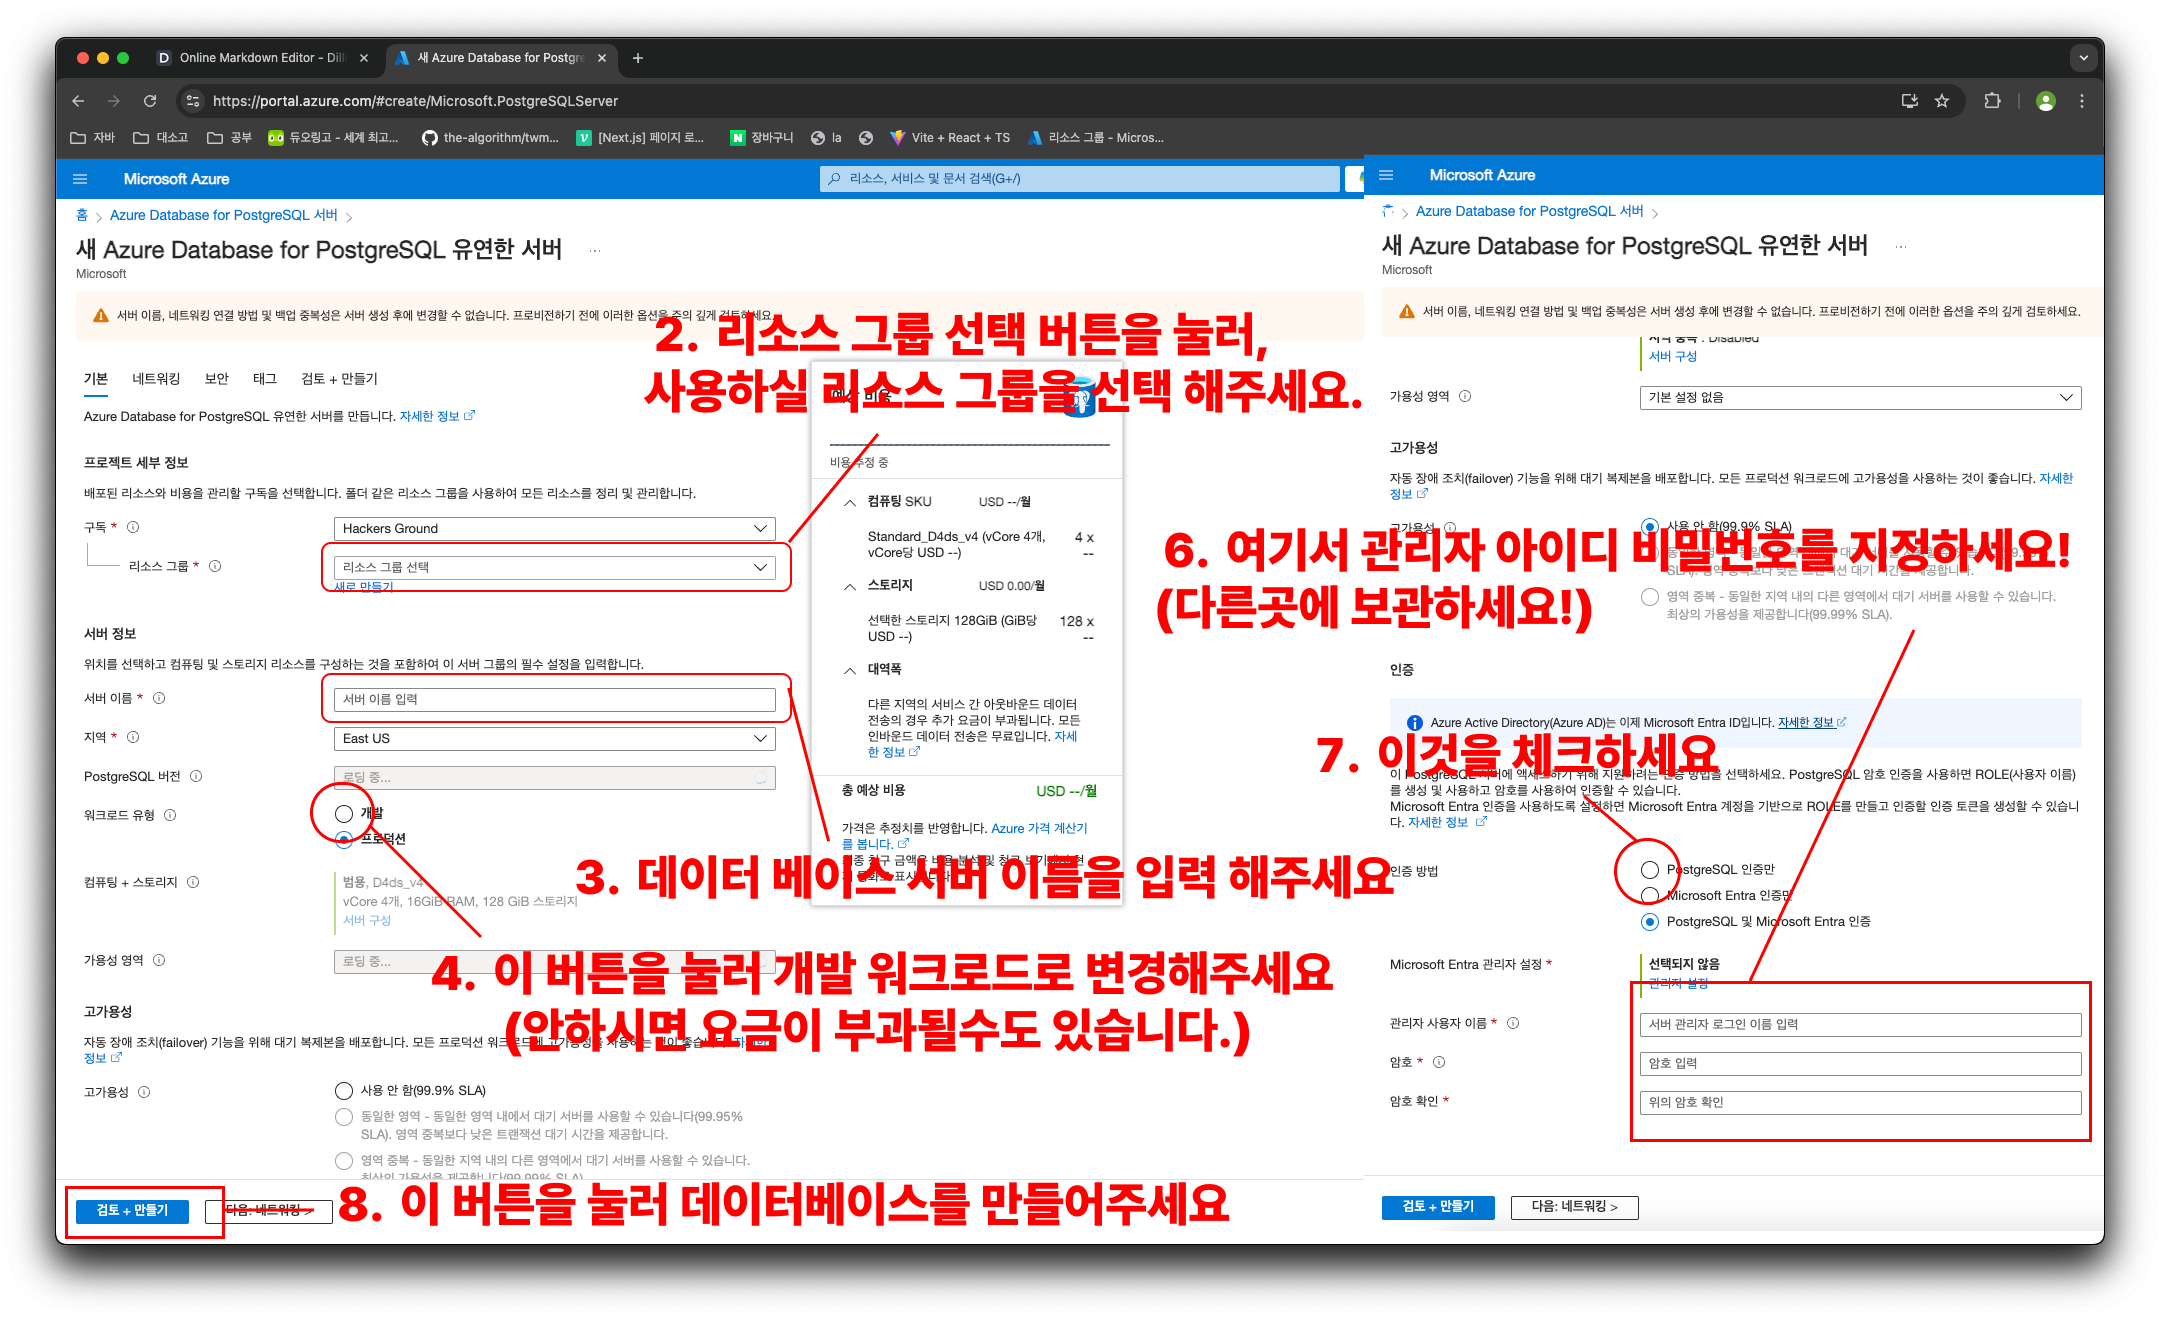 Online Markdown Editor - Dill
새 Azure Database for Postgre
https://portal.azure.com/#create/Microsoft.PostgreSQLServer
자바
대소고
공부
듀오링고 - 세계 최고...
the-algorithm/twm...
[Next.js] 페이지 로...
장바구니
la
Vite + React + TS
리소스 그룹 - Micros...
Microsoft Azure
리소스, 서비스 및 문서 검색(G+/)
홈 > Azure Database for PostgreSQL 서버 >
새 Azure Database for PostgreSQL 유연한 서버 ...
Microsoft
서버 이름, 네트워킹 연결 방법 및 백업 중복성은 서버 생성 후에 변경할 수 없습니다. 프로비전하기 전에 이러한 옵션을 주의 깊게 검토하세요.
2. 리소스 그룹 선택 버튼을 눌러,
사용하실 리소스 그룹을 선택 해주세요.
기본 네트워킹 보안 태그 검토 + 만들기
Azure Database for PostgreSQL 유연한 서버를 만듭니다. 자세한 정보
프로젝트 세부 정보
배포된 리소스와 비용을 관리할 구독을 선택합니다. 폴더 같은 리소스 그룹을 사용하여 모든 리소스를 정리 및 관리합니다.
구독 *
Hackers Ground
리소스 그룹 *
리소스 그룹 선택
새로 만들기
서버 정보
위치를 선택하고 컴퓨팅 및 스토리지 리소스를 구성하는 것을 포함하여 이 서버 그룹의 필수 설정을 입력합니다.
서버 이름 *
서버 이름 입력
지역 *
East US
PostgreSQL 버전
로딩 중...
워크로드 유형
개발
프로덕션
컴퓨팅 + 스토리지
범용, D4ds_v4
vCore 4개, 16GiB RAM, 128 GiB 스토리지
서버 구성
가용성 영역
로딩 중...
고가용성
자동 장애 조치(failover) 기능을 위해 대기 복제본을 배포합니다. 모든 프로덕션 워크로드에 고가용성을 사용하는 것이 좋습니다. 자세한
정보
고가용성
사용 안 함(99.9% SLA)
동일한 영역 - 동일한 영역 내에서 대기 서버를 사용할 수 있습니다(99.95%
SLA). 영역 중복보다 낮은 트랜잭션 대기 시간을 제공합니다.
영역 중복 - 동일한 지역 내의 다른 영역에서 대기 서버를 사용할 수 있습니다.
최상의 가용성을 제공합니다(99.99% SLA).
검토 + 만들기
다음: 네트워킹 >
예상 비용
비용 추정 중
컴퓨팅 SKU USD --/월
Standard_D4ds_v4 (vCore 4개, 4 x
vCore당 USD --) --
스토리지 USD 0.00/월
선택한 스토리지 128GiB (GiB당 128 x
USD --) --
대역폭
다른 지역의 서비스 간 아웃바운드 데이터
전송의 경우 추가 요금이 부과됩니다. 모든
인바운드 데이터 전송은 무료입니다. 자세
한 정보
총 예상 비용 USD --/월
가격은 추정치를 반영합니다. Azure 가격 계산기
를 봅니다.
3. 데이터 베이스 서버 이름을 입력 해주세요
4. 이 버튼을 눌러 개발 워크로드로 변경해주세요
(안하시면 요금이 부과될수도 있습니다.)
8. 이 버튼을 눌러 데이터베이스를 만들어주세요
Microsoft Azure
> Azure Database for PostgreSQL 서버 >
새 Azure Database for PostgreSQL 유연한 서버 ...
Microsoft
서버 이름, 네트워킹 연결 방법 및 백업 중복성은 서버 생성 후에 변경할 수 없습니다. 프로비전하기 전에 이러한 옵션을 주의 깊게 검토하세요.
지역 중복 : Disabled
서버 구성
가용성 영역
기본 설정 없음
고가용성
자동 장애 조치(failover) 기능을 위해 대기 복제본을 배포합니다. 모든 프로덕션 워크로드에 고가용성을 사용하는 것이 좋습니다. 자세한
정보
고가용성
사용 안 함(99.9% SLA)
SLA). 영역 중복보다 낮은 트랜잭션 대기 시간을 제공합니다.
영역 중복 - 동일한 지역 내의 다른 영역에서 대기 서버를 사용할 수 있습니다.
최상의 가용성을 제공합니다(99.99% SLA).
6. 여기서 관리자 아이디 비밀번호를 지정하세요!
(다른곳에 보관하세요!)
인증
Azure Active Directory(Azure AD)는 이제 Microsoft Entra ID입니다. 자세한 정보
7. 이것을 체크하세요
이 PostgreSQL 서버에 액세스하기 위해 지원하려는 인증 방법을 선택하세요. PostgreSQL 암호 인증을 사용하면 ROLE(사용자 이름)
를 생성 및 사용하고 암호를 사용하여 인증할 수 있습니다.
Microsoft Entra 인증을 사용하도록 설정하면 Microsoft Entra 계정을 기반으로 ROLE를 만들고 인증할 인증 토큰을 생성할 수 있습니
다. 자세한 정보
인증 방법
PostgreSQL 인증만
Microsoft Entra 인증만
PostgreSQL 및 Microsoft Entra 인증
Microsoft Entra 관리자 설정 *
선택되지 않음
관리자 설정
관리자 사용자 이름 *
서버 관리자 로그인 이름 입력
암호 *
암호 입력
암호 확인 *
위의 암호 확인
검토 + 만들기
다음: 네트워킹 >